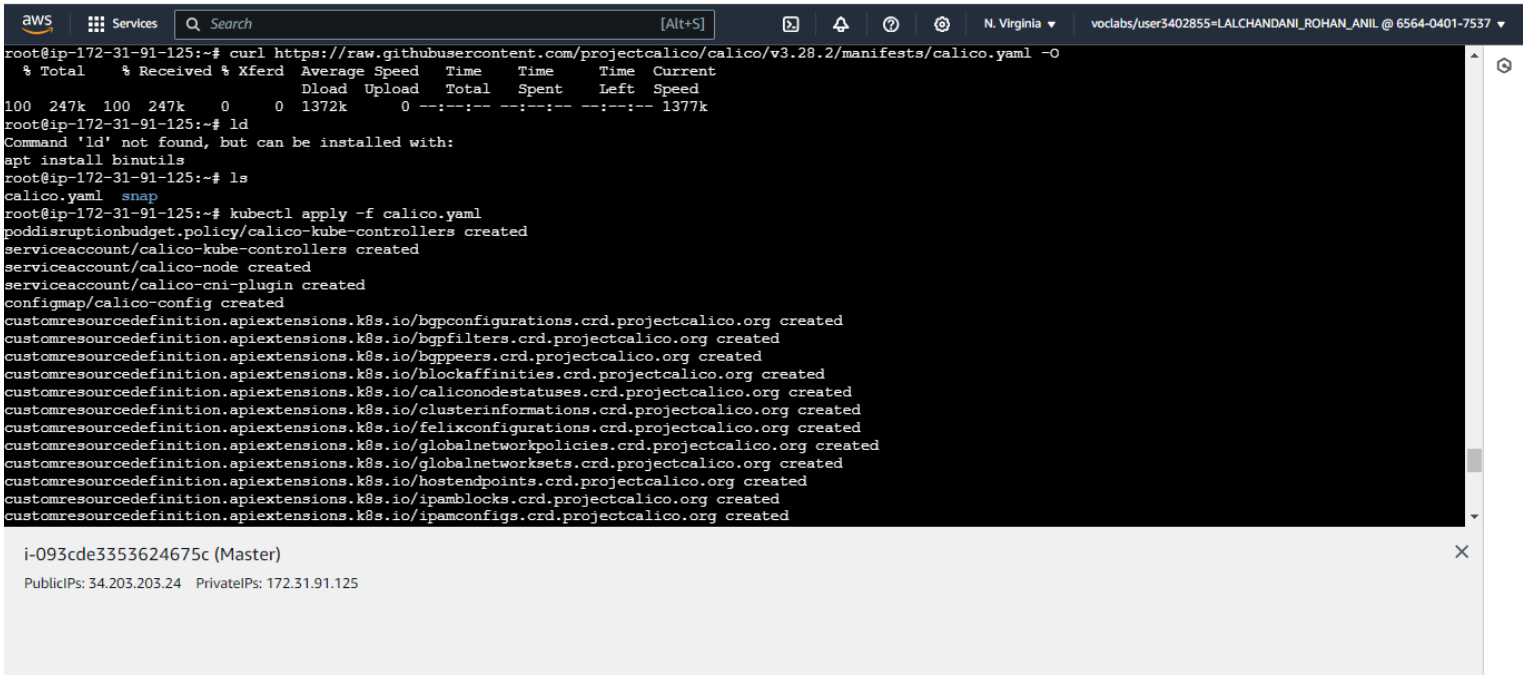 aws Services Search [Alt+S] N. Virginia voclabs/user3402855=LALCHANDANI_ROHAN_ANIL @ 6564-0401-7537
root@ip-172-31-91-125:~# curl https://raw.githubusercontent.com/projectcalico/calico/v3.28.2/manifests/calico.yaml -O
  % Total    % Received % Xferd  Average Speed   Time    Time     Time  Current
                                 Dload  Upload   Total   Spent    Left  Speed
100  247k  100  247k    0     0  1372k      0 --:--:-- --:--:-- --:--:-- 1377k
root@ip-172-31-91-125:~# ld
Command 'ld' not found, but can be installed with:
apt install binutils
root@ip-172-31-91-125:~# ls
calico.yaml  snap
root@ip-172-31-91-125:~# kubectl apply -f calico.yaml
poddisruptionbudget.policy/calico-kube-controllers created
serviceaccount/calico-kube-controllers created
serviceaccount/calico-node created
serviceaccount/calico-cni-plugin created
configmap/calico-config created
customresourcedefinition.apiextensions.k8s.io/bgpconfigurations.crd.projectcalico.org created
customresourcedefinition.apiextensions.k8s.io/bgpfilters.crd.projectcalico.org created
customresourcedefinition.apiextensions.k8s.io/bgppeers.crd.projectcalico.org created
customresourcedefinition.apiextensions.k8s.io/blockaffinities.crd.projectcalico.org created
customresourcedefinition.apiextensions.k8s.io/caliconodestatuses.crd.projectcalico.org created
customresourcedefinition.apiextensions.k8s.io/clusterinformations.crd.projectcalico.org created
customresourcedefinition.apiextensions.k8s.io/felixconfigurations.crd.projectcalico.org created
customresourcedefinition.apiextensions.k8s.io/globalnetworkpolicies.crd.projectcalico.org created
customresourcedefinition.apiextensions.k8s.io/globalnetworksets.crd.projectcalico.org created
customresourcedefinition.apiextensions.k8s.io/hostendpoints.crd.projectcalico.org created
customresourcedefinition.apiextensions.k8s.io/ipamblocks.crd.projectcalico.org created
customresourcedefinition.apiextensions.k8s.io/ipamconfigs.crd.projectcalico.org created
i-093cde3353624675c (Master)
PublicIPs: 34.203.203.24 PrivateIPs: 172.31.91.125